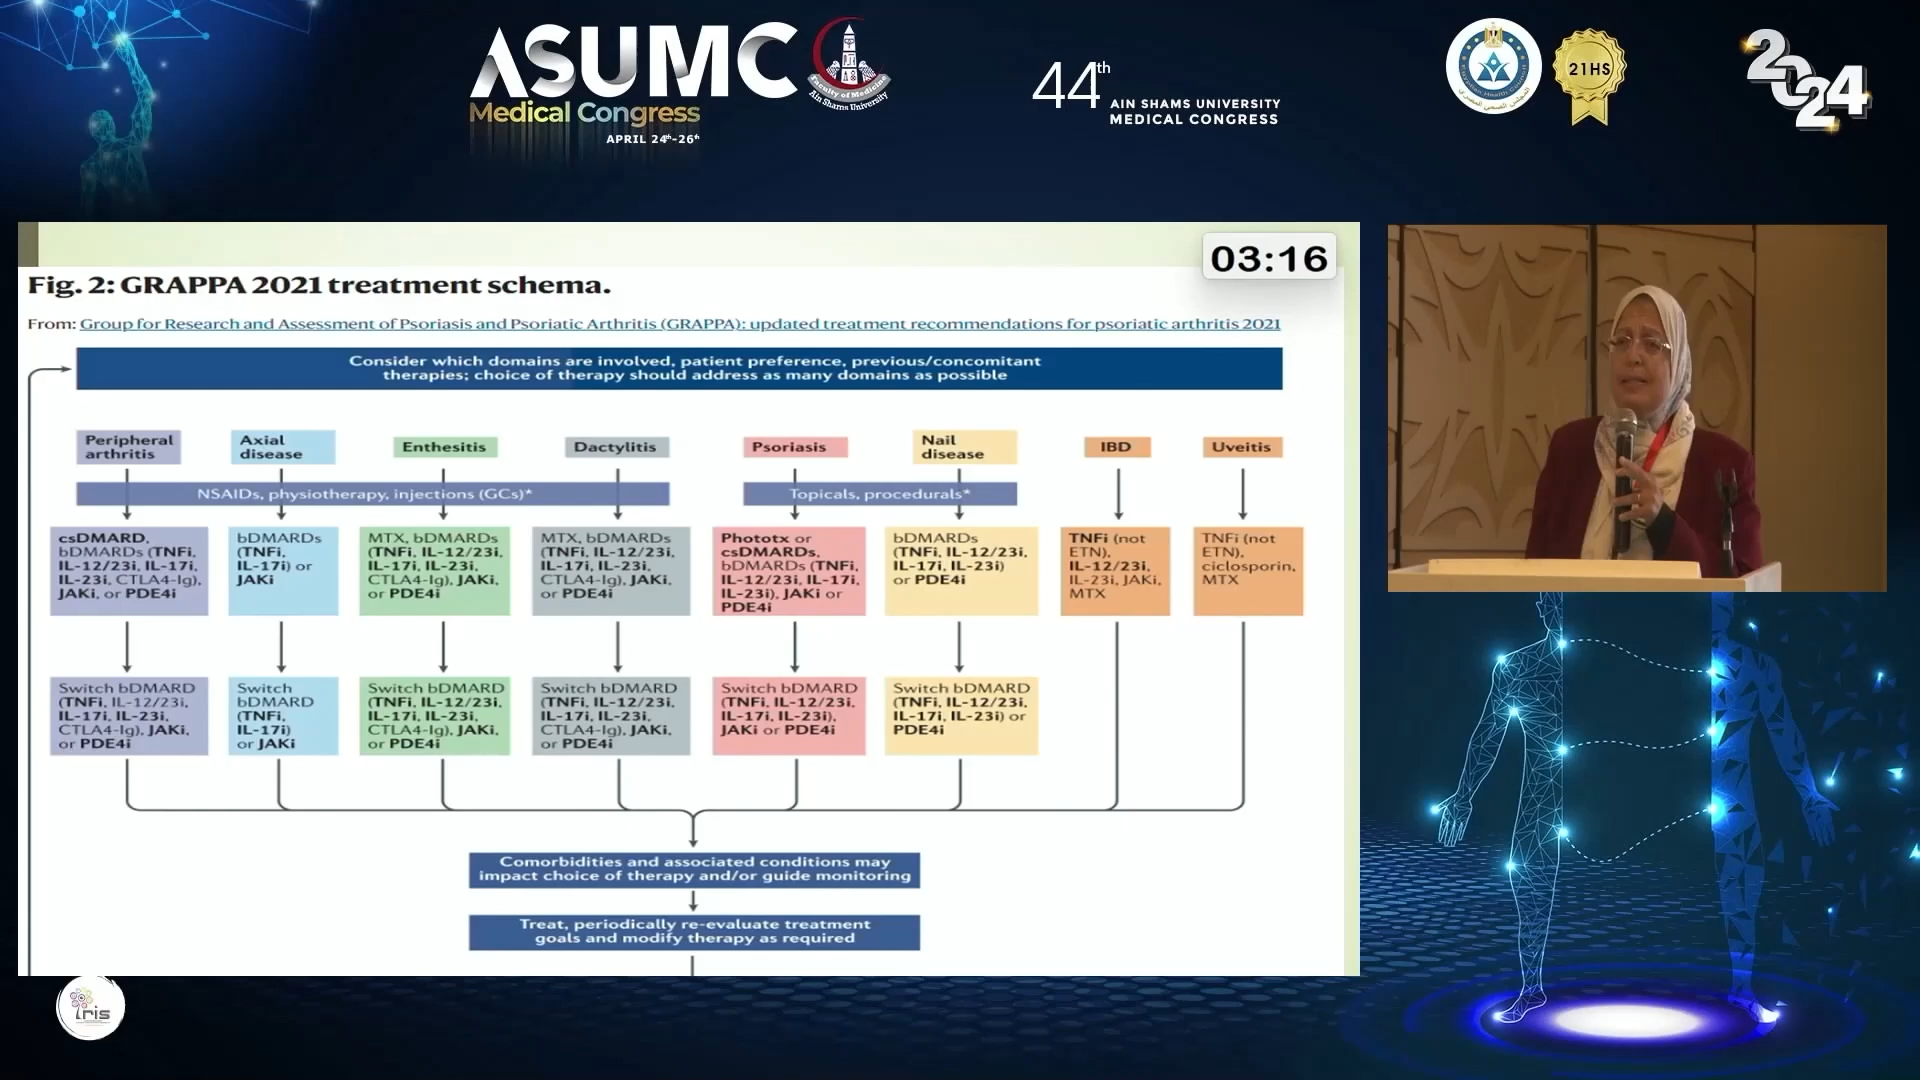 ASUMC
Medical Congress
APRIL 24th-26th
Faculty of Medicine
Ain Shams University
44th
AIN SHAMS UNIVERSITY
MEDICAL CONGRESS
21HS
2024
03:16
Fig. 2: GRAPPA 2021 treatment schema.
From: Group for Research and Assessment of Psoriasis and Psoriatic Arthritis (GRAPPA): updated treatment recommendations for psoriatic arthritis 2021
Consider which domains are involved, patient preference, previous/concomitant
therapies; choice of therapy should address as many domains as possible
Peripheral
arthritis
Axial
disease
Enthesitis
Dactylitis
Psoriasis
Nail
disease
IBD
Uveitis
NSAIDs, physiotherapy, injections (GCs)*
Topicals, procedurals*
csDMARD,
bDMARDs (TNFi,
IL-12/23i, IL-17i,
IL-23i, CTLA4-Ig),
JAKi, or PDE4i
bDMARDs
(TNFi,
IL-17i) or
JAKi
MTX, bDMARDs
(TNFi, IL-12/23i,
IL-17i, IL-23i,
CTLA4-Ig), JAKi,
or PDE4i
MTX, bDMARDs
(TNFi, IL-12/23i,
IL-17i, IL-23i,
CTLA4-Ig), JAKi,
or PDE4i
Phototx or
csDMARDs,
bDMARDs (TNFi,
IL-12/23i, IL-17i,
IL-23i), JAKi or
PDE4i
bDMARDs
(TNFi, IL-12/23i,
IL-17i, IL-23i)
or PDE4i
TNFi (not
ETN),
IL-12/23i,
IL-23i, JAKi,
MTX
TNFi (not
ETN),
ciclosporin,
MTX
Switch bDMARD
(TNFi, IL-12/23i,
IL-17i, IL-23i,
CTLA4-Ig), JAKi,
or PDE4i
Switch
bDMARD
(TNFi,
IL-17i)
or JAKi
Switch bDMARD
(TNFi, IL-12/23i,
IL-17i, IL-23i,
CTLA4-Ig), JAKi,
or PDE4i
Switch bDMARD
(TNFi, IL-12/23i,
IL-17i, IL-23i,
CTLA4-Ig), JAKi,
or PDE4i
Switch bDMARD
(TNFi, IL-12/23i,
IL-17i, IL-23i),
JAKi or PDE4i
Switch bDMARD
(TNFi, IL-12/23i,
IL-17i, IL-23i) or
PDE4i
Comorbidities and associated conditions may
impact choice of therapy and/or guide monitoring
Treat, periodically re-evaluate treatment
goals and modify therapy as required
iris